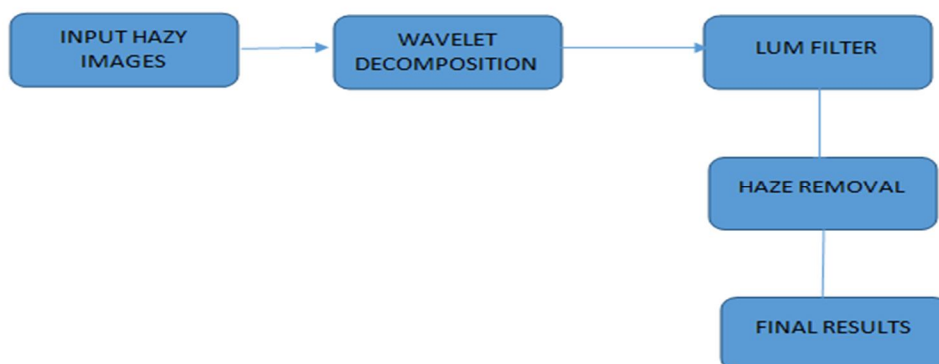 INPUT HAZY
IMAGES
WAVELET
DECOMPOSITION
LUM FILTER
HAZE REMOVAL
FINAL RESULTS